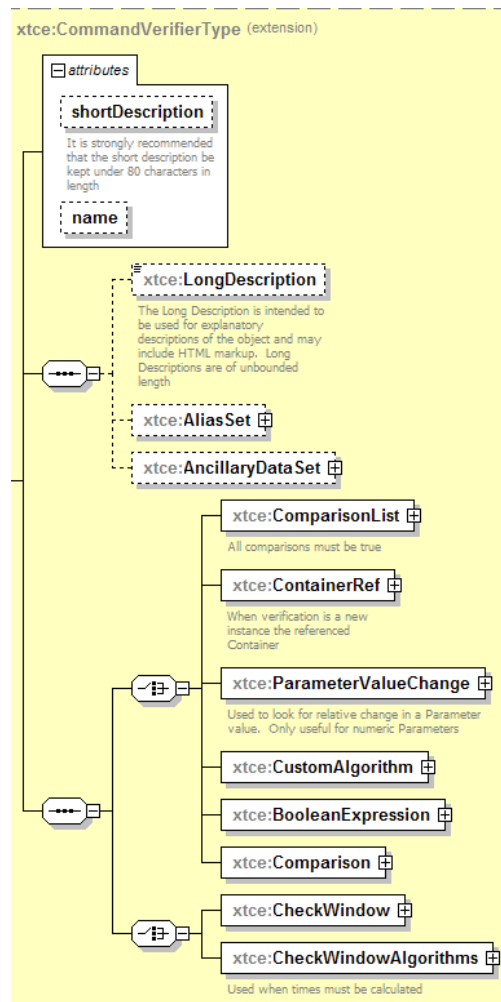 xtce:CommandVerifierType (extension)
attributes
shortDescription
It is strongly recommended
that the short description be
kept under 80 characters in
length
name
xtce:LongDescription
The Long Description is intended to
be used for explanatory
descriptions of the object and may
include HTML markup.  Long
Descriptions are of unbounded
length
xtce:AliasSet
xtce:AncillaryDataSet
xtce:ComparisonList
All comparisons must be true
xtce:ContainerRef
When verification is a new
instance the referenced
Container
xtce:ParameterValueChange
Used to look for relative change in a Parameter
value.  Only useful for numeric Parameters
xtce:CustomAlgorithm
xtce:BooleanExpression
xtce:Comparison
xtce:CheckWindow
xtce:CheckWindowAlgorithms
Used when times must be calculated